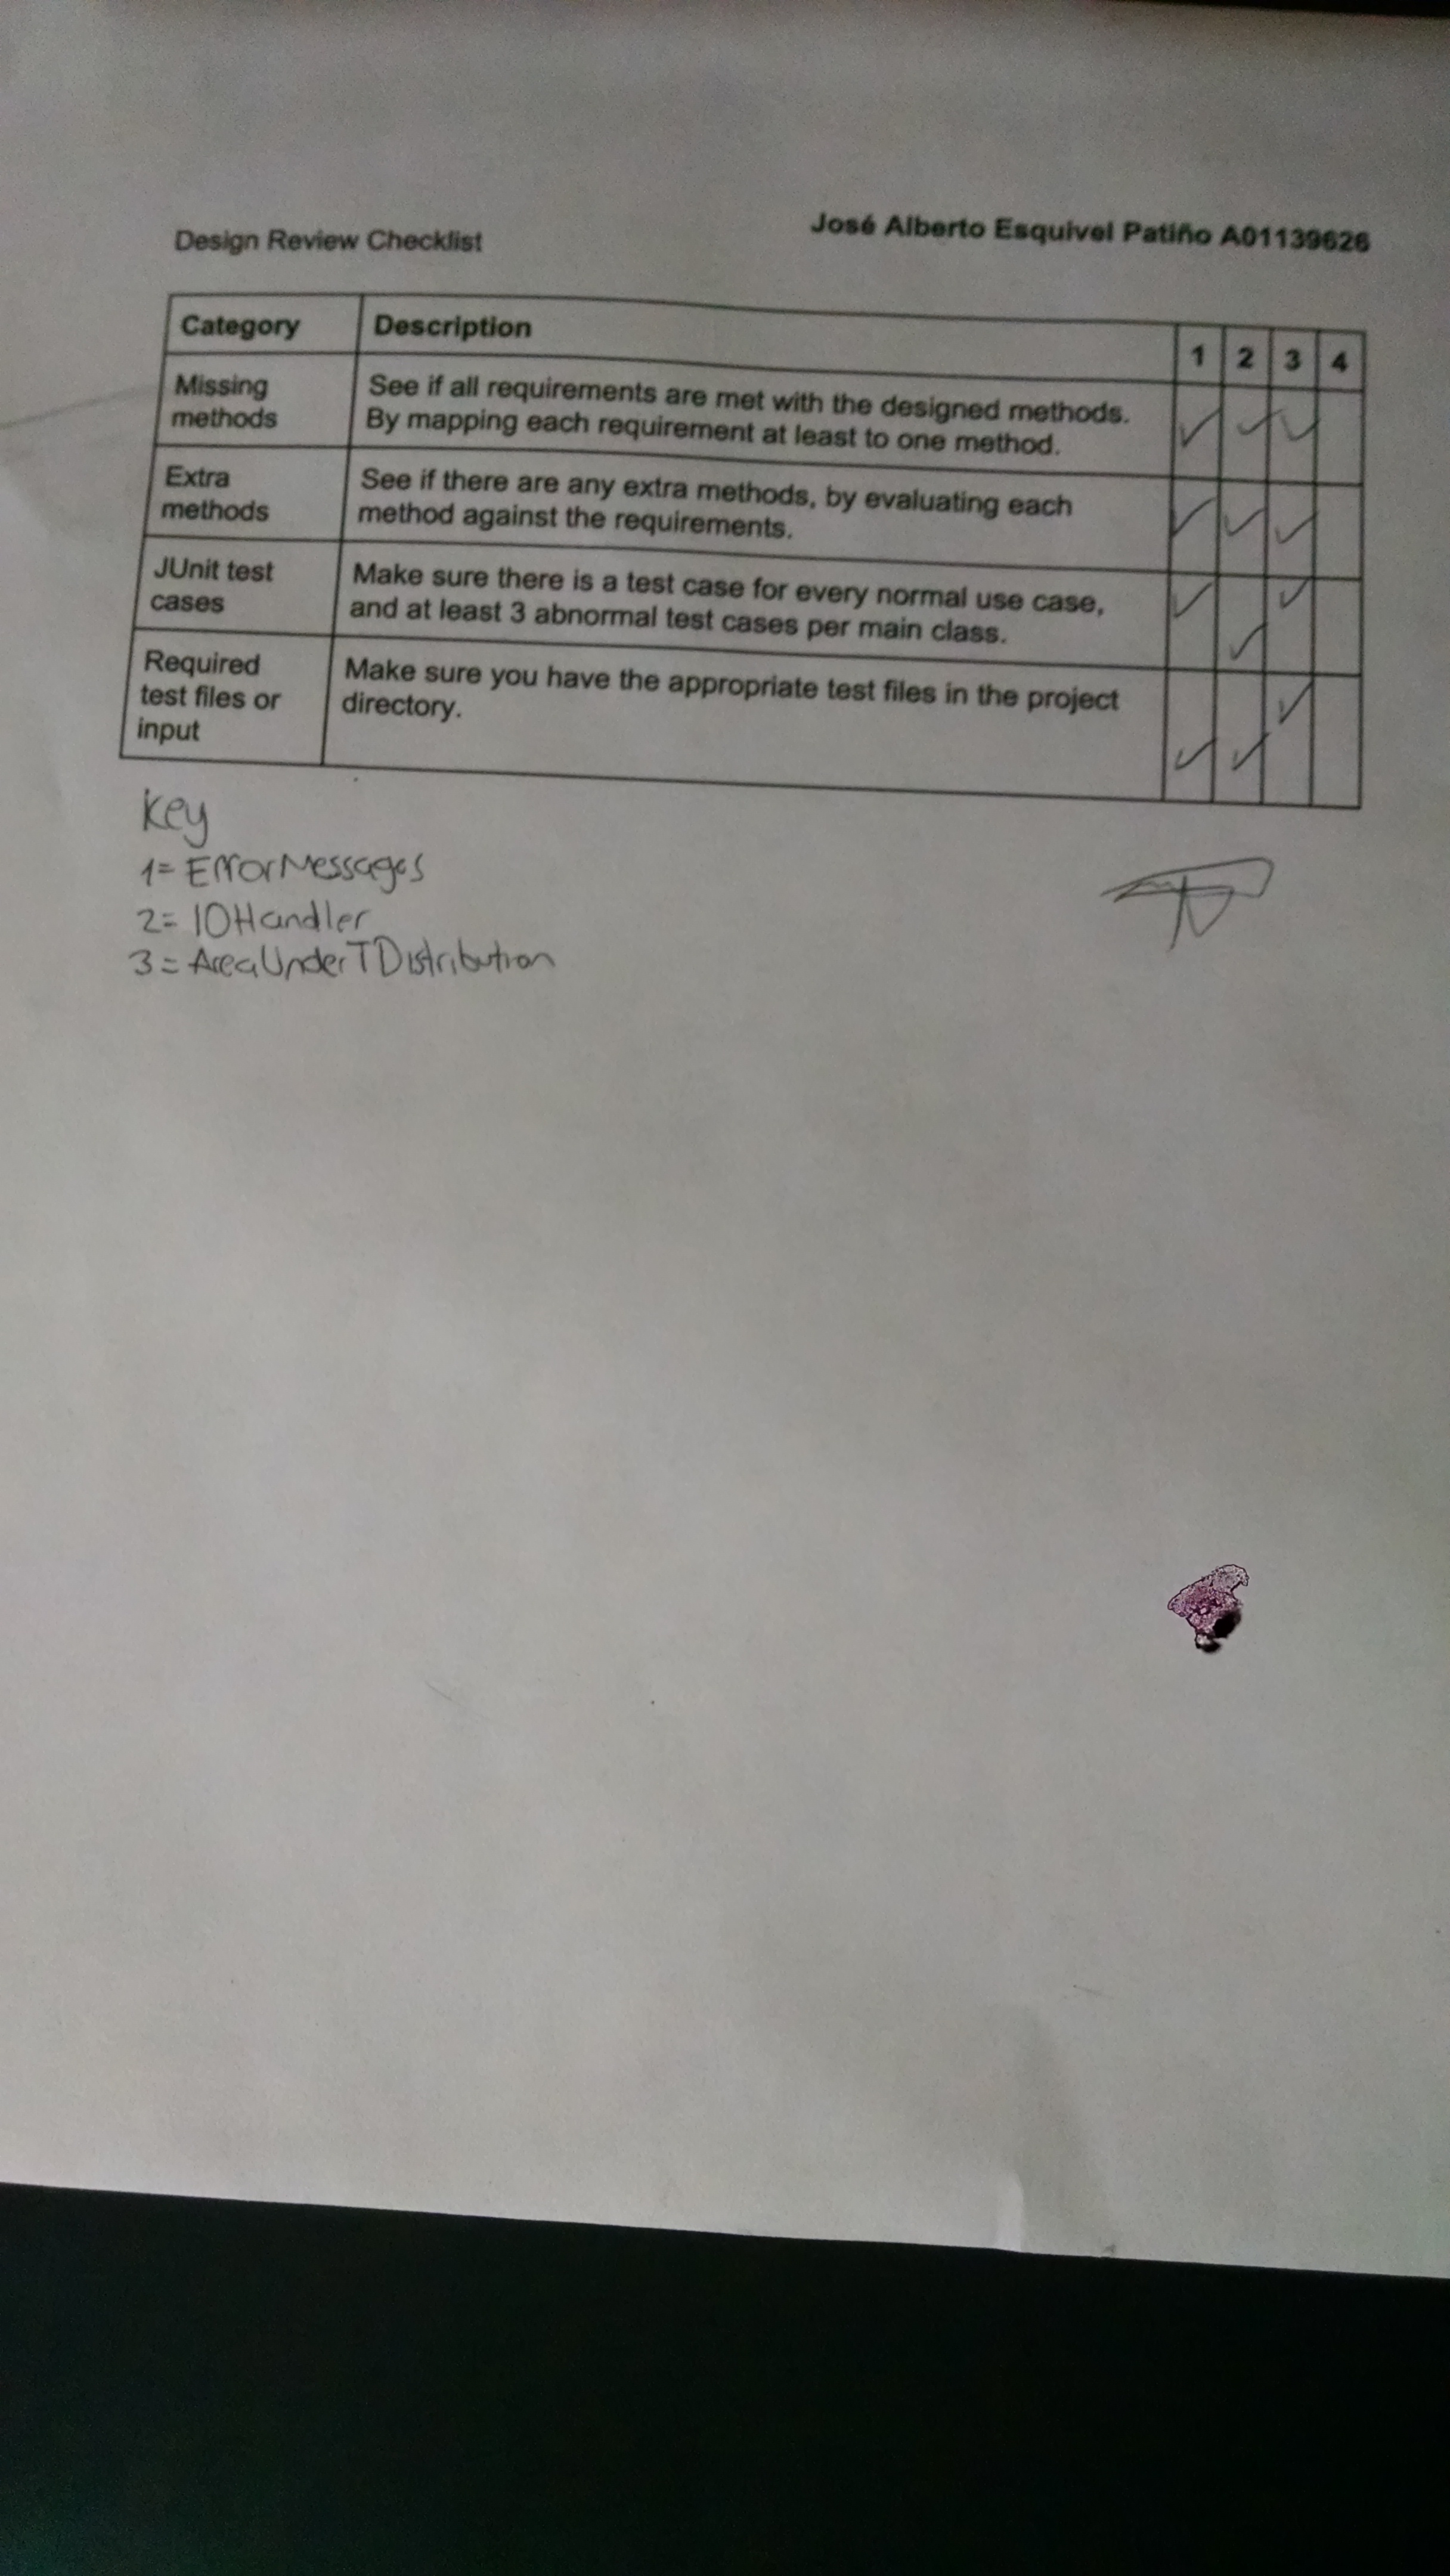 Design Review Checklist
José Alberto Esquivel Patiño A01139626
Category Description 1 2 3 4
Missing methods
See if all requirements are met with the designed methods.
By mapping each requirement at least to one method.
✓ ✓ ✓
Extra methods
See if there are any extra methods, by evaluating each
method against the requirements.
✓ ✓ ✓
JUnit test cases
Make sure there is a test case for every normal use case,
and at least 3 abnormal test cases per main class.
✓ ✓ ✓
Required test files or input
Make sure you have the appropriate test files in the project
directory.
✓ ✓ ✓
Key
1= ErrorMessages
2= IOHandler
3= AreaUnderTDistribution